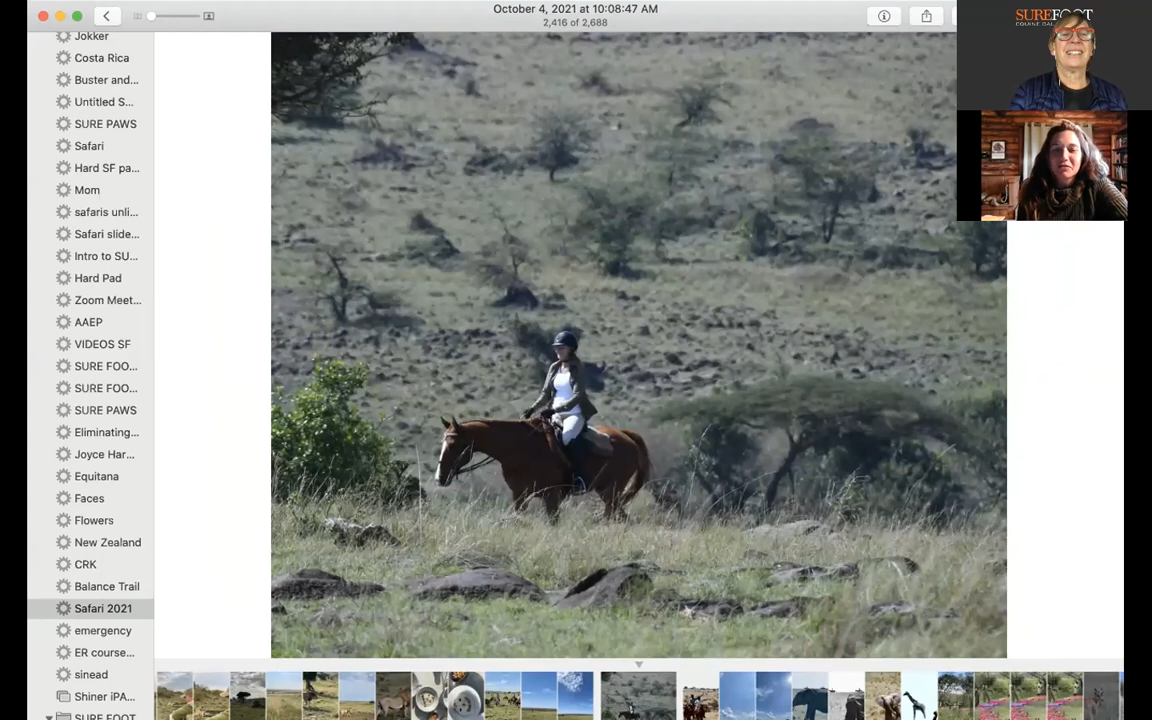 October 4, 2021 at 10:08:47 AM
2,416 of 2,688
SUREFOOT
Jokker
Costa Rica
Buster and...
Untitled S...
SURE PAWS
Safari
Hard SF pa...
Mom
safaris unli...
Safari slide...
Intro to SU...
Hard Pad
Zoom Meet...
AAEP
VIDEOS SF
SURE FOO...
SURE FOO...
SURE PAWS
Eliminating...
Joyce Har...
Equitana
Faces
Flowers
New Zealand
CRK
Balance Trail
Safari 2021
emergency
ER course...
sinead
Shiner iPA...
SURE FOOT